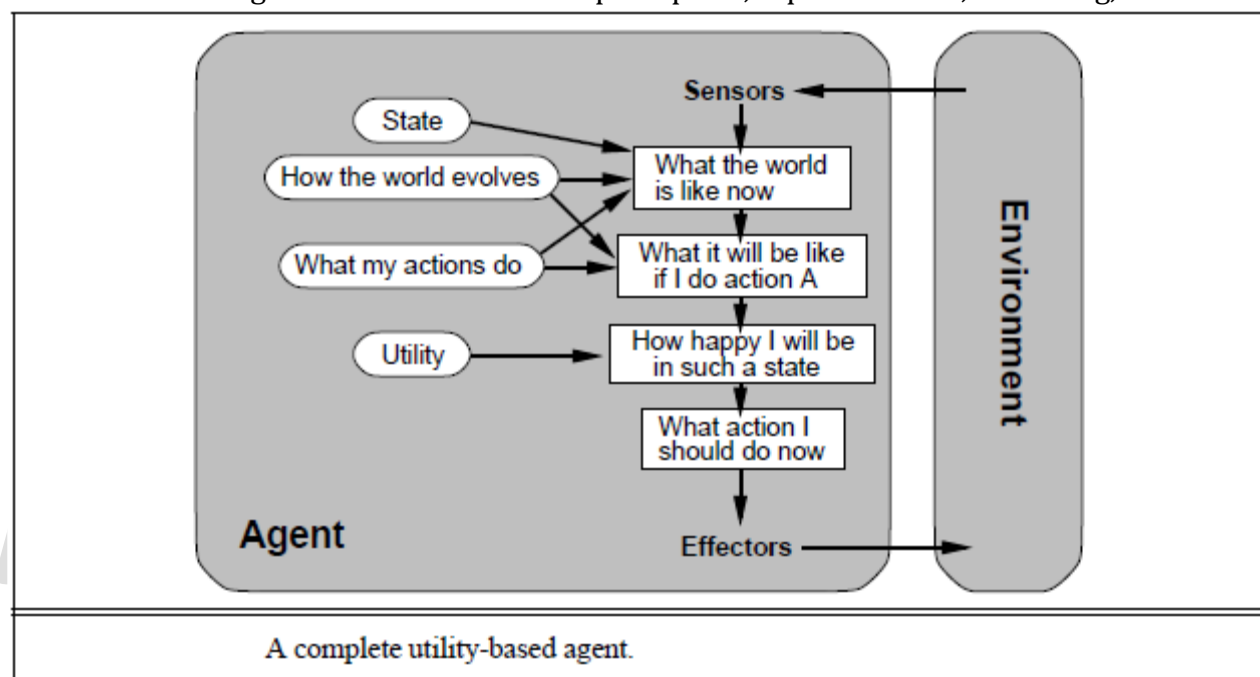 Sensors
State
What the world
is like now
How the world evolves
What my actions do
What it will be like
if I do action A
Utility
How happy I will be
in such a state
What action I
should do now
Agent
Effectors
Environment
A complete utility-based agent.